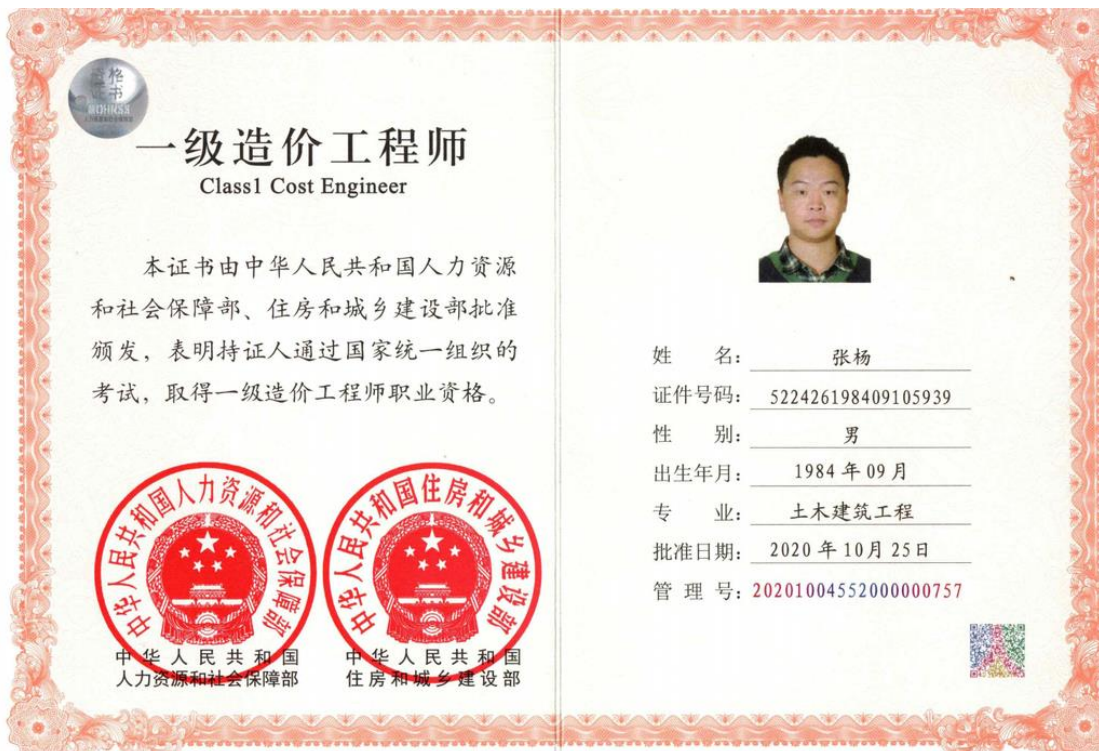 资格
证书
MOHRSS
一级造价工程师
Class1 Cost Engineer
本证书由中华人民共和国人力资源
和社会保障部、住房和城乡建设部批准
颁发，表明持证人通过国家统一组织的
考试，取得一级造价工程师职业资格。
中华人民共和国人力资源和社会保障部
中华人民共和国
人力资源和社会保障部
中华人民共和国住房和城乡建设部
中华人民共和国
住房和城乡建设部
姓 名：张杨
证件号码：522426198409105939
性 别：男
出生年月：1984 年 09 月
专 业：土木建筑工程
批准日期：2020 年 10 月 25 日
管 理 号：20201004552000000757